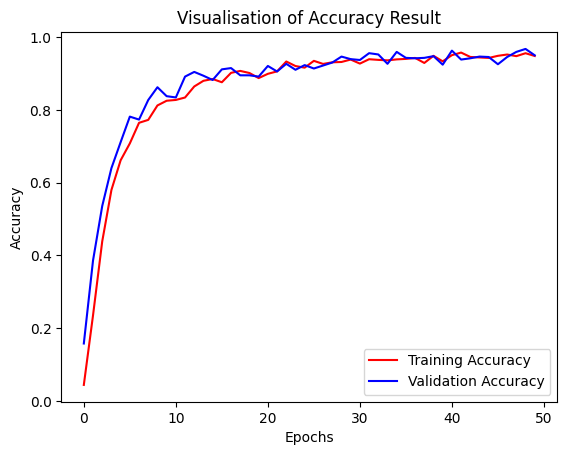 Visualisation of Accuracy Result
1.0
0.8
0.6
0.4
0.2
0.0
Accuracy
0
10
20
30
40
50
Epochs
Training Accuracy
Validation Accuracy